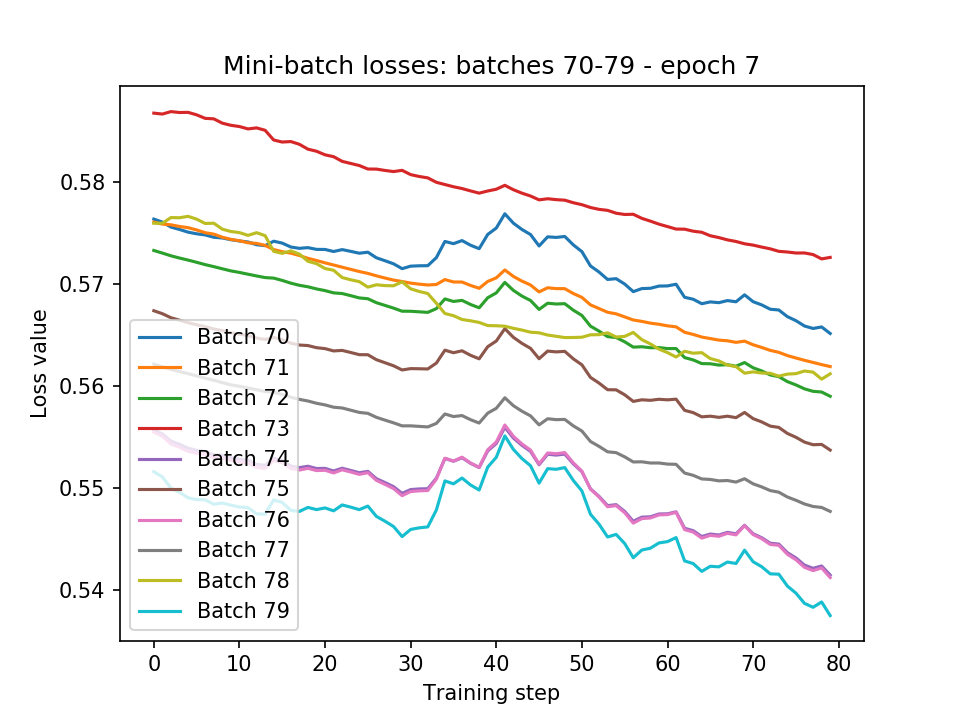 Mini-batch losses: batches 70-79 - epoch 7
Loss value
0.58
0.57
0.56
0.55
0.54
Batch 70
Batch 71
Batch 72
Batch 73
Batch 74
Batch 75
Batch 76
Batch 77
Batch 78
Batch 79
0 10 20 30 40 50 60 70 80
Training step